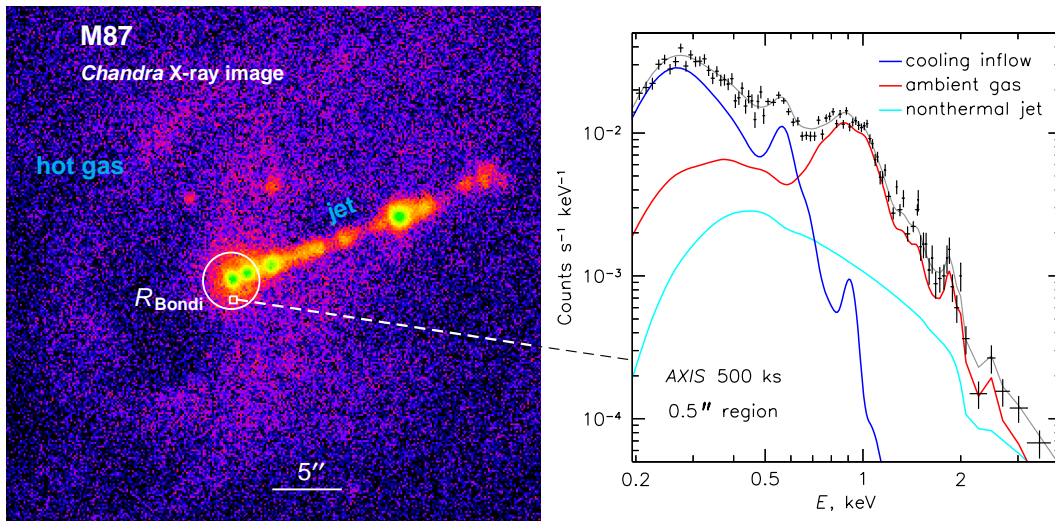 M87
Chandra X-ray image
hot gas
jet
R_Bondi
5″
10⁻²
10⁻³
10⁻⁴
Counts s⁻¹ keV⁻¹
cooling inflow
ambient gas
nonthermal jet
AXIS 500 ks
0.5″ region
0.2 0.5 1 2
E, keV